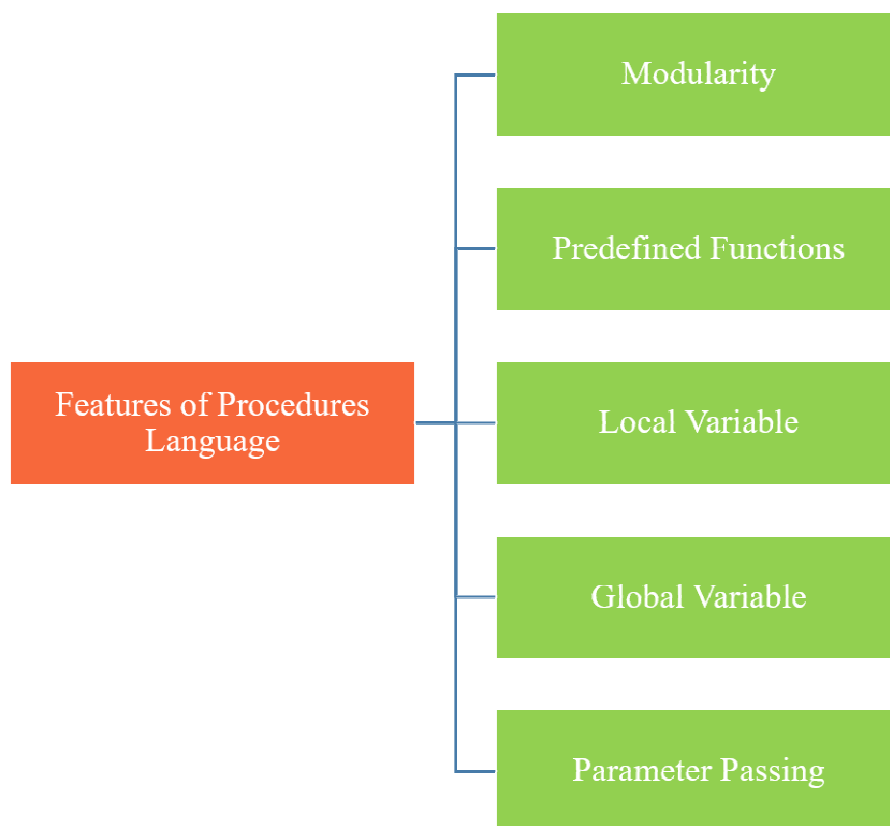 Modularity
Predefined Functions
Features of Procedures
Language
Local Variable
Global Variable
Parameter Passing